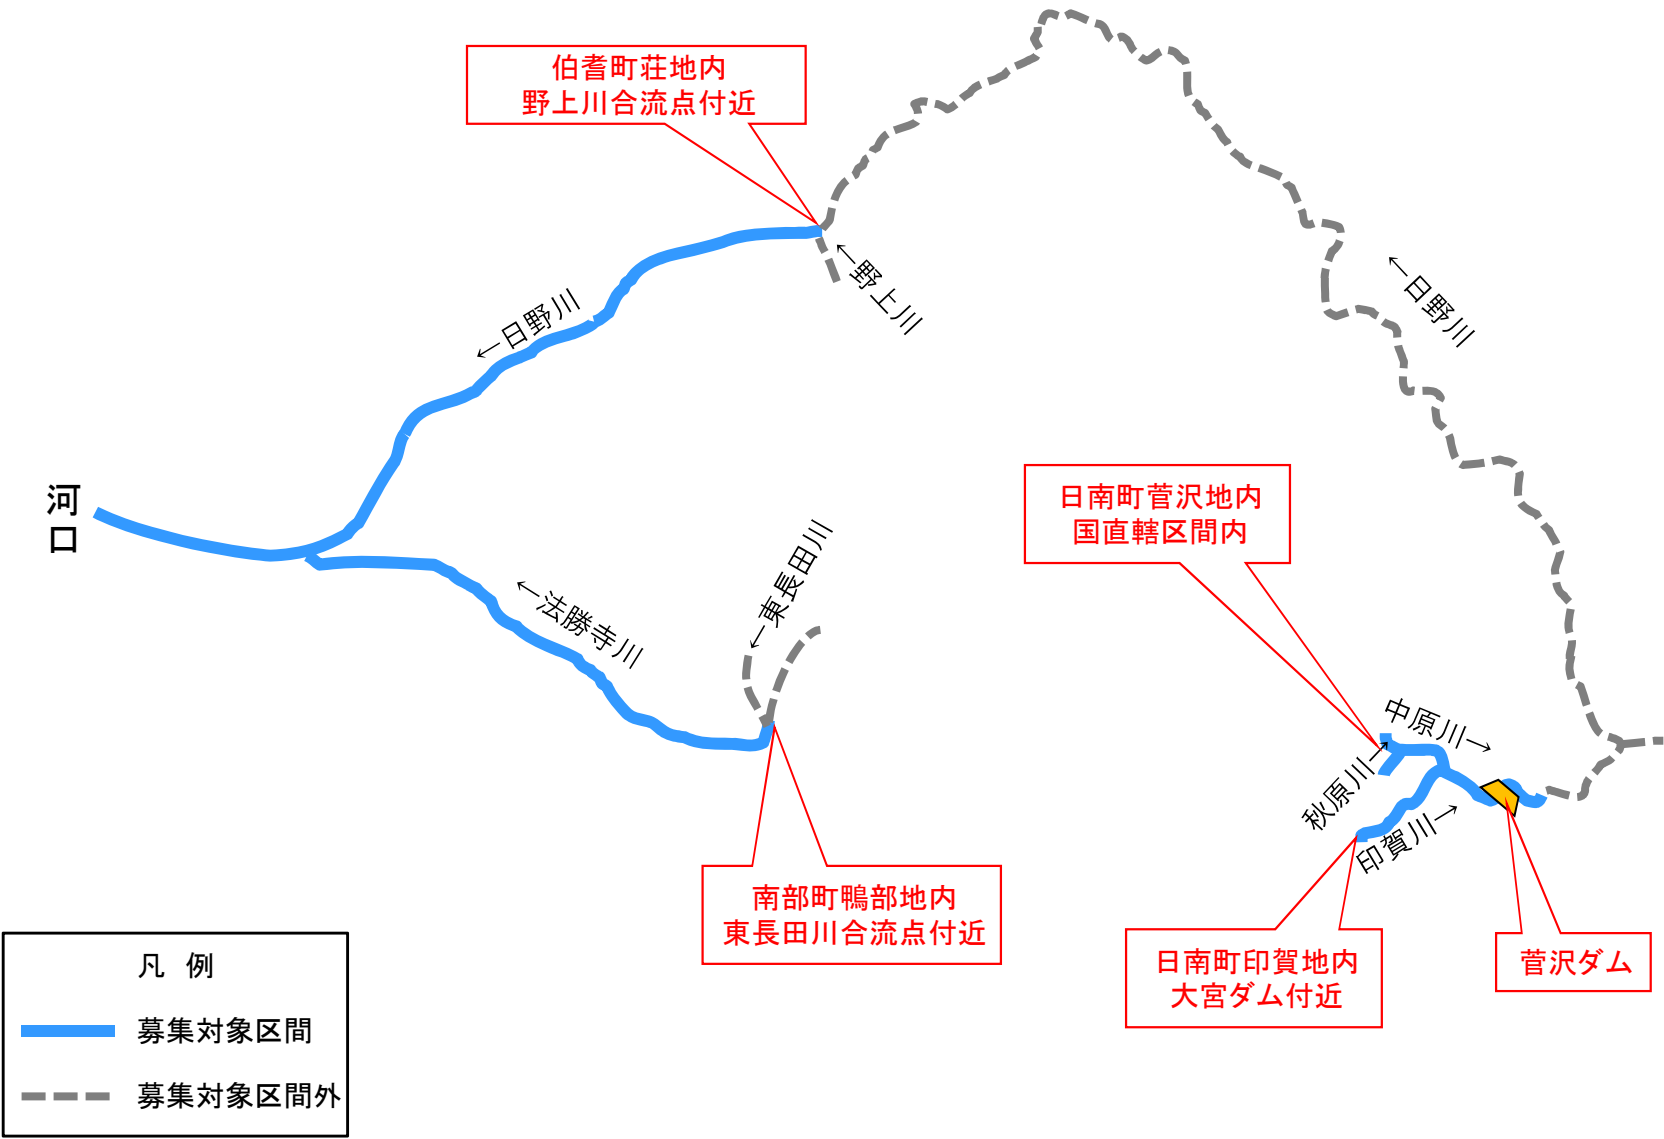 伯耆町荘地内
野上川合流点付近
←野上川
←日野川
←日野川
河
口
日南町菅沢地内
国直轄区間内
←東長田川
←法勝寺川
中原川→
秋原川→
印賀川→
南部町鴨部地内
東長田川合流点付近
日南町印賀地内
大宮ダム付近
菅沢ダム
凡 例
募集対象区間
募集対象区間外